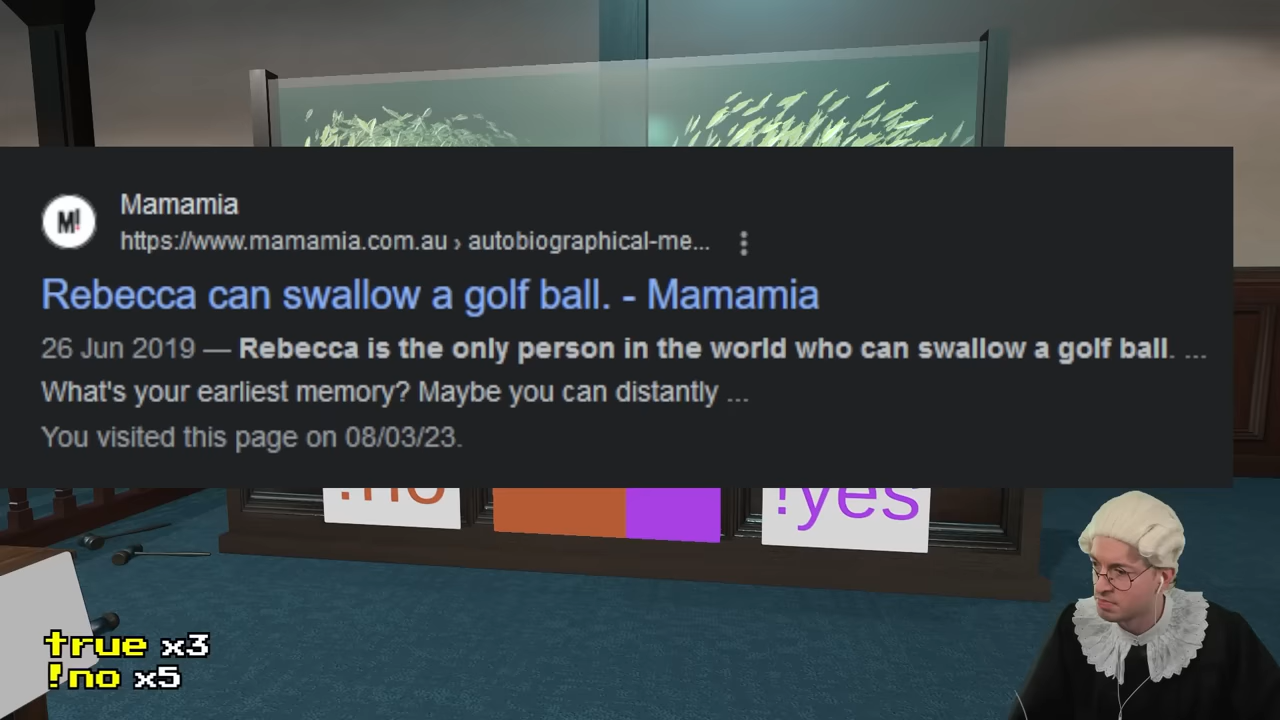 M!
Mamamia
https://www.mamamia.com.au › autobiographical-me...
Rebecca can swallow a golf ball. - Mamamia
26 Jun 2019 — Rebecca is the only person in the world who can swallow a golf ball. ...
What's your earliest memory? Maybe you can distantly ...
You visited this page on 08/03/23.
!no
!yes
true x3
!no x5